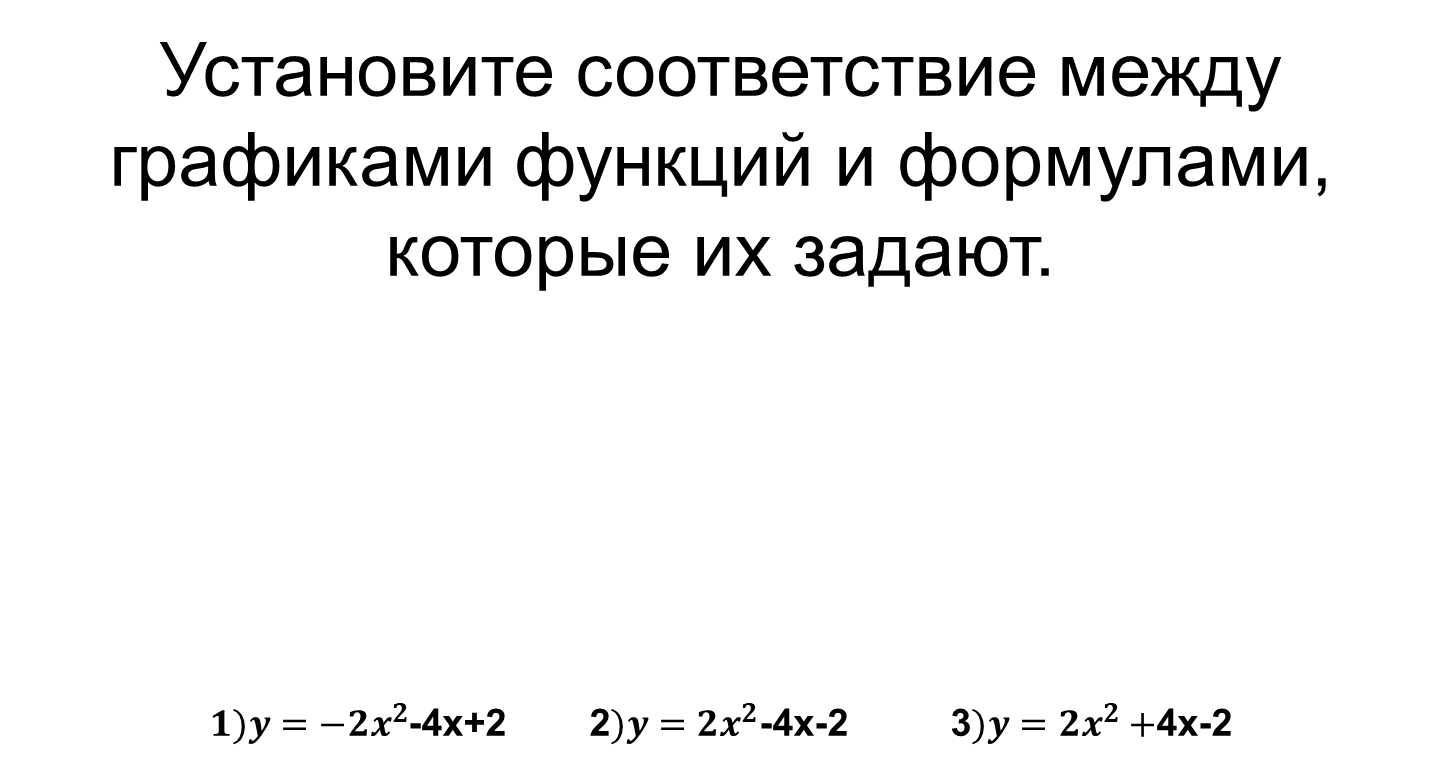 Установите соответствие между
графиками функций и формулами,
которые их задают.
1)y = −2x²-4x+2 2)y = 2x²-4x-2 3)y = 2x² +4x-2